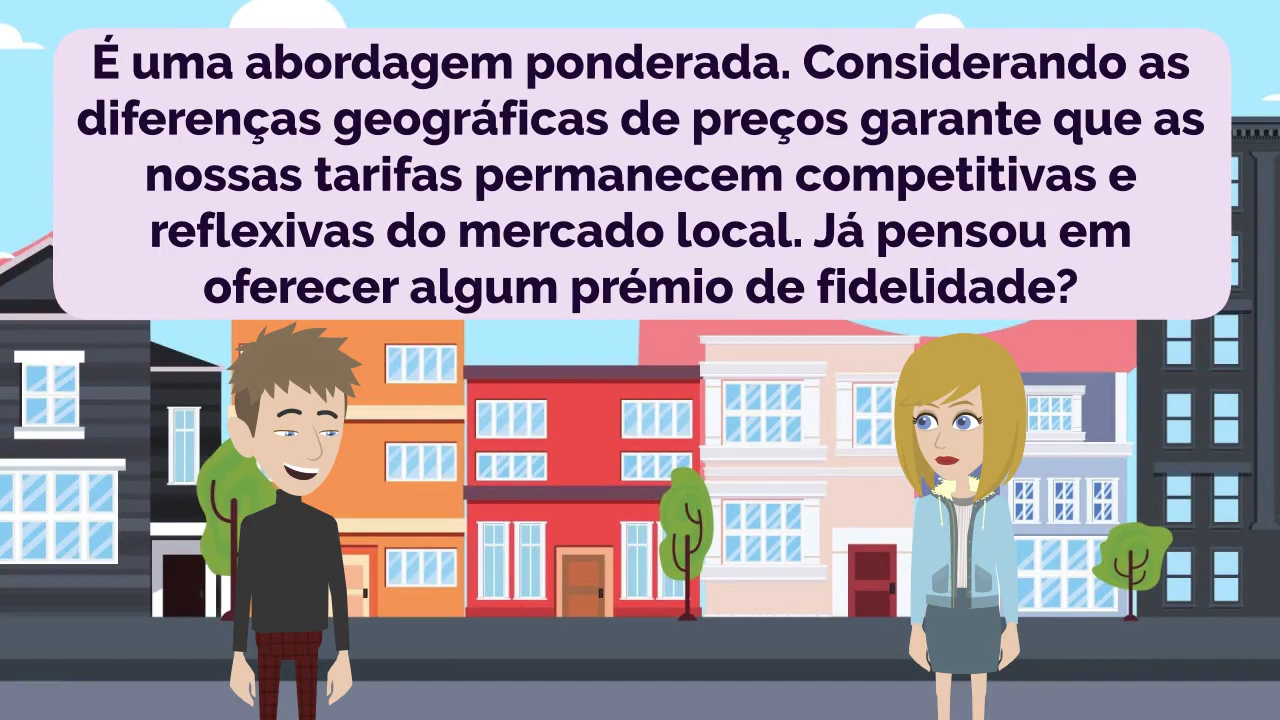 É uma abordagem ponderada. Considerando as
diferenças geográficas de preços garante que as
nossas tarifas permanecem competitivas e
reflexivas do mercado local. Já pensou em
oferecer algum prémio de fidelidade?